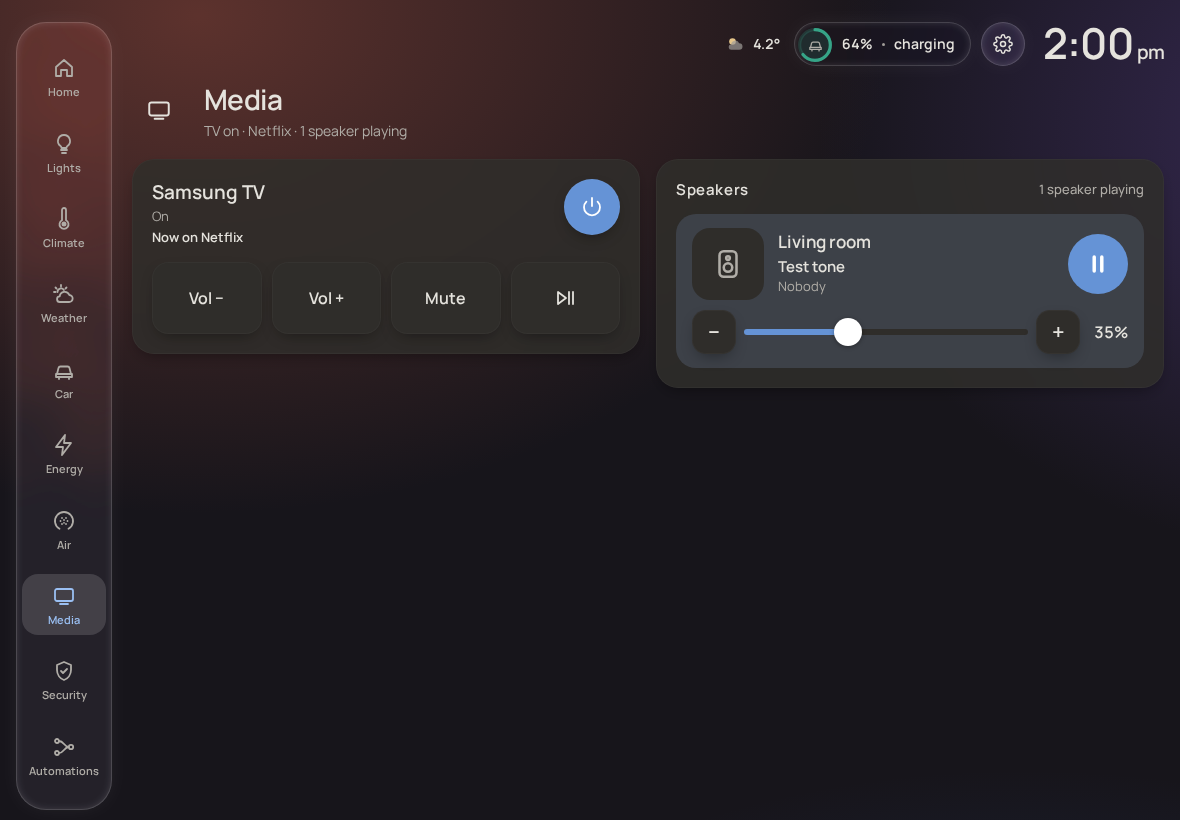 4.2°
64% • charging
2:00 pm
Home
Lights
Climate
Weather
Car
Energy
Air
Media
Security
Automations
Media
TV on · Netflix · 1 speaker playing
Samsung TV
On
Now on Netflix
Vol −
Vol +
Mute
Speakers
1 speaker playing
Living room
Test tone
Nobody
− + 35%